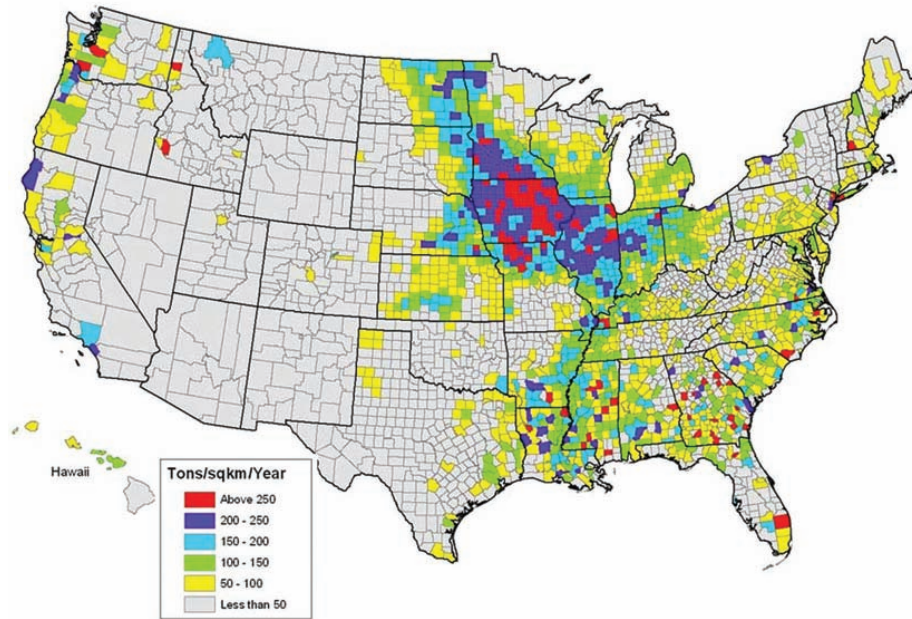 Hawaii
Tons/sqkm/Year
Above 250
200 - 250
150 - 200
100 - 150
50 - 100
Less than 50